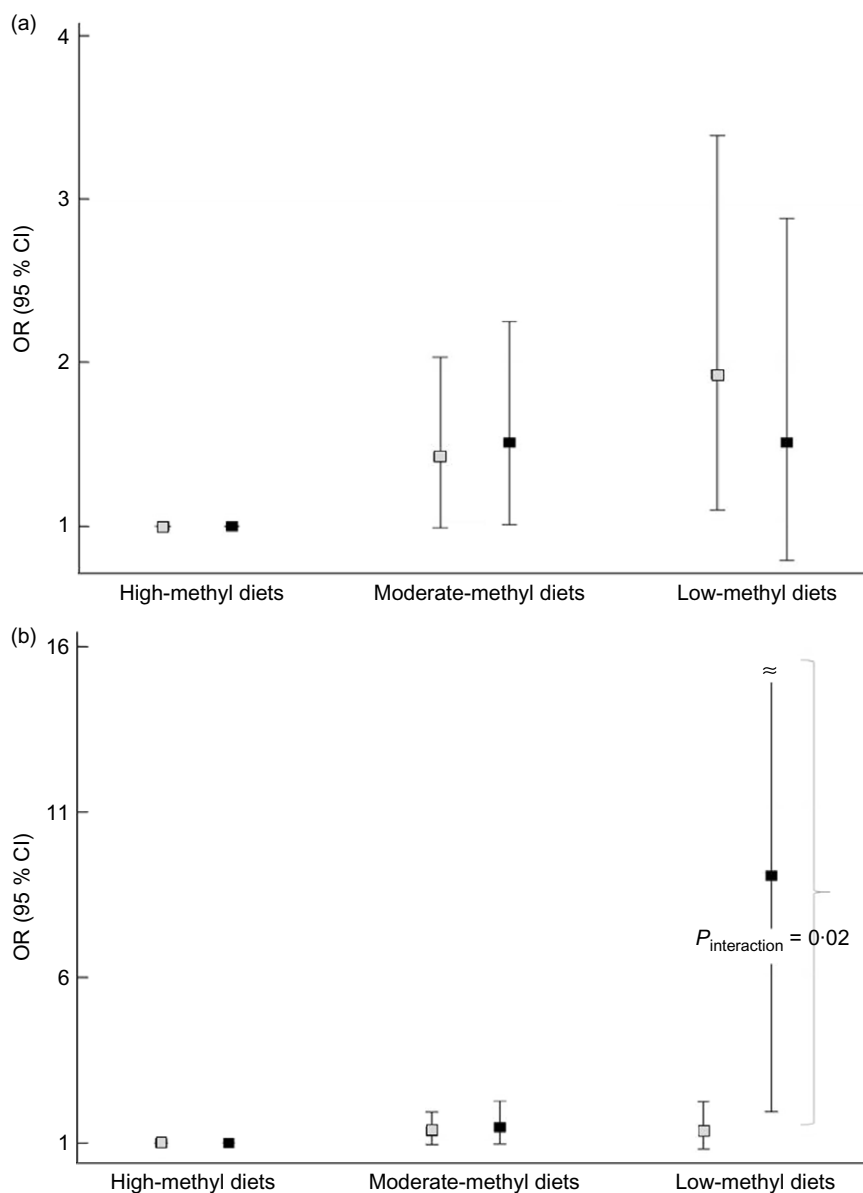 (a)
4
3
2
1
OR (95 % CI)
High-methyl diets Moderate-methyl diets Low-methyl diets
(b)
16
11
6
1
OR (95 % CI)
≈
Pinteraction = 0·02
High-methyl diets Moderate-methyl diets Low-methyl diets